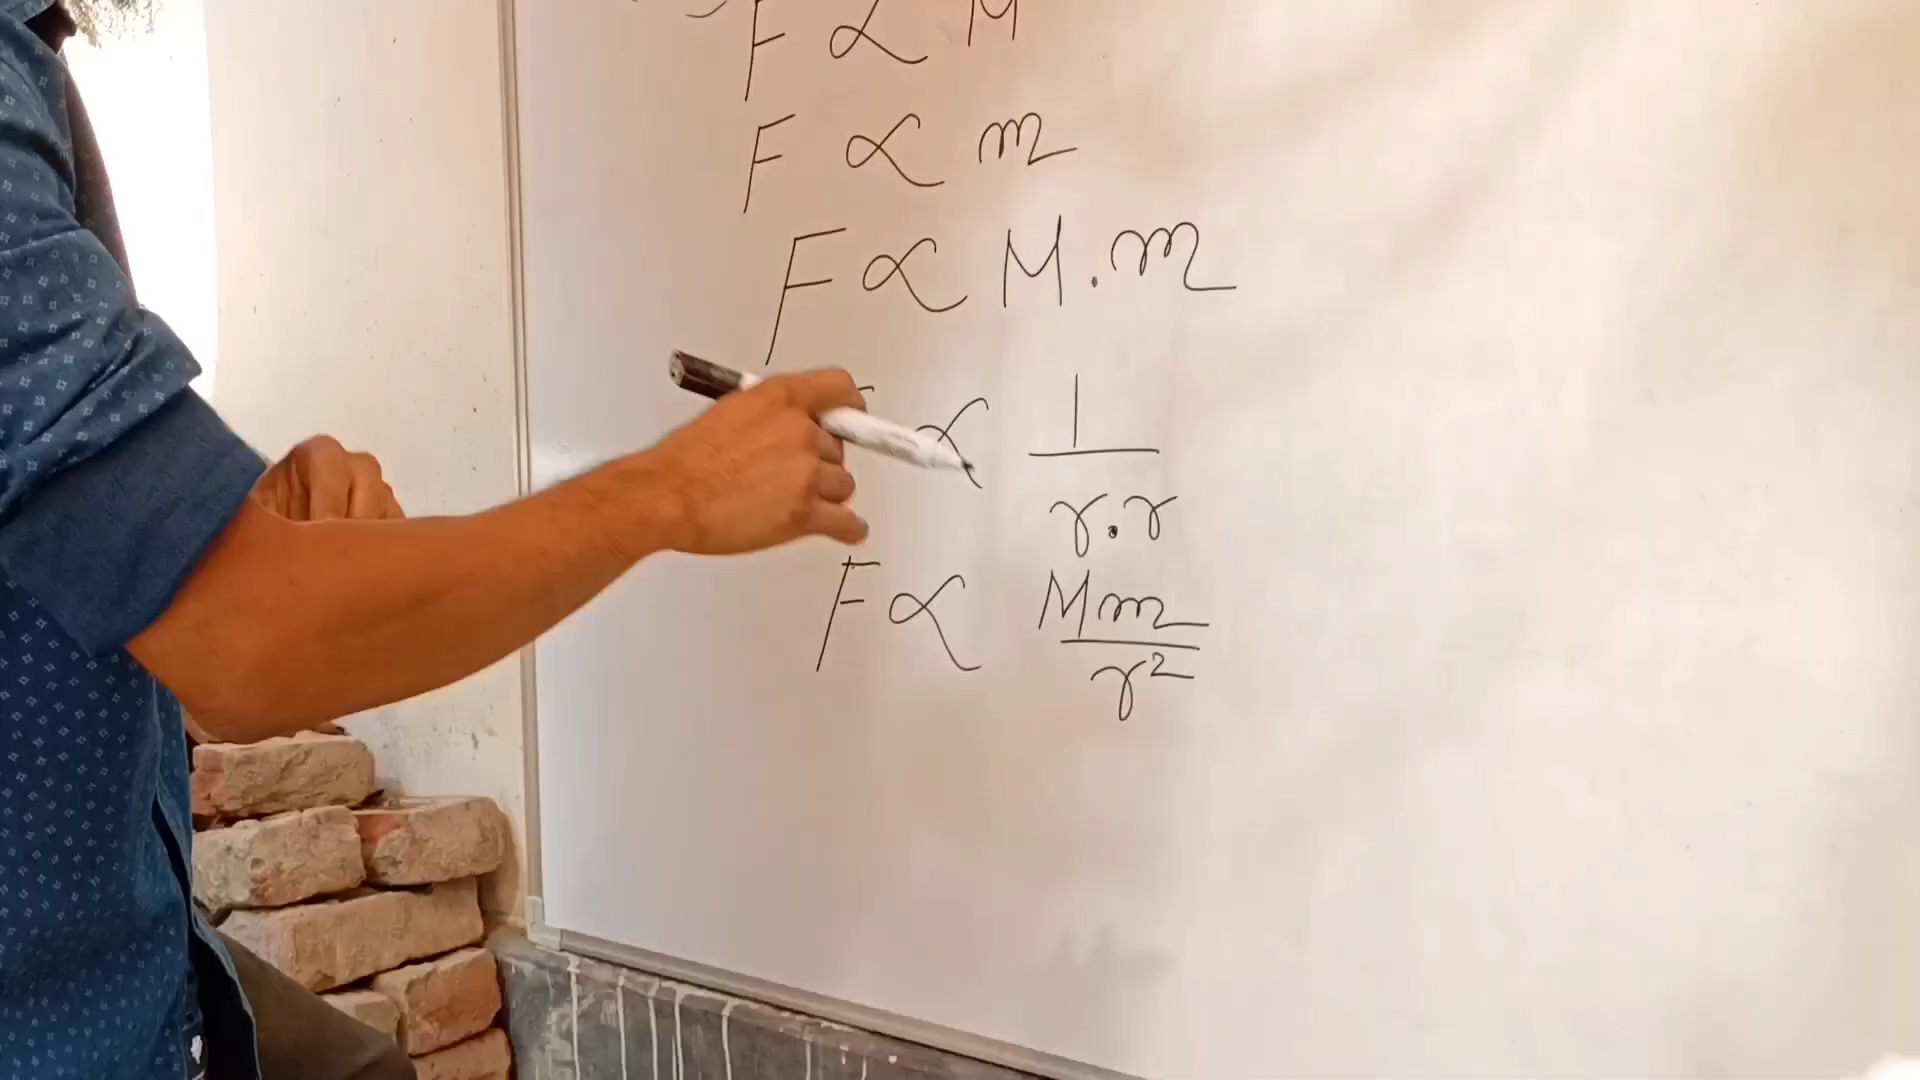 F ∝ M
F ∝ m
F ∝ M.m
F ∝ 1/r.r
F ∝ Mm/r²